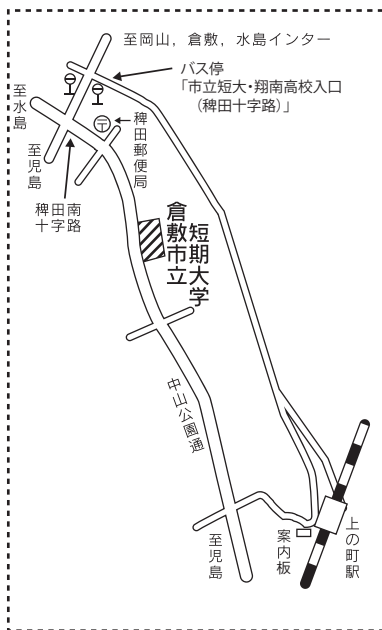 至岡山，倉敷，水島インター
バス停
「市立短大・翔南高校入口
（稗田十字路）」
至水島
〒
稗田郵便局
至児島
稗田南
十字路
倉敷市立
短期大学
中山公園通
至児島
案内板
上の町駅